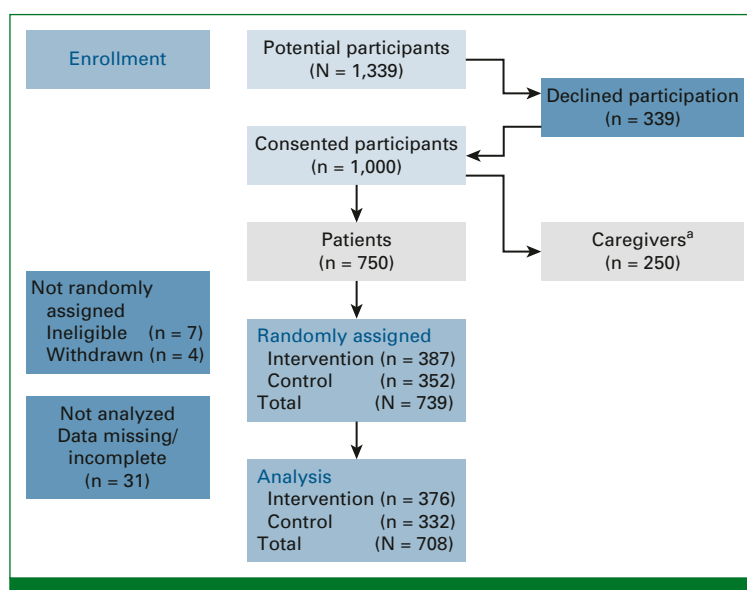 Enrollment
Potential participants
(N = 1,339)
Declined participation
(n = 339)
Consented participants
(n = 1,000)
Patients
(n = 750)
Caregiversᵃ
(n = 250)
Not randomly
assigned
Ineligible (n = 7)
Withdrawn (n = 4)
Randomly assigned
Intervention (n = 387)
Control (n = 352)
Total (N = 739)
Not analyzed
Data missing/
incomplete
(n = 31)
Analysis
Intervention (n = 376)
Control (n = 332)
Total (N = 708)